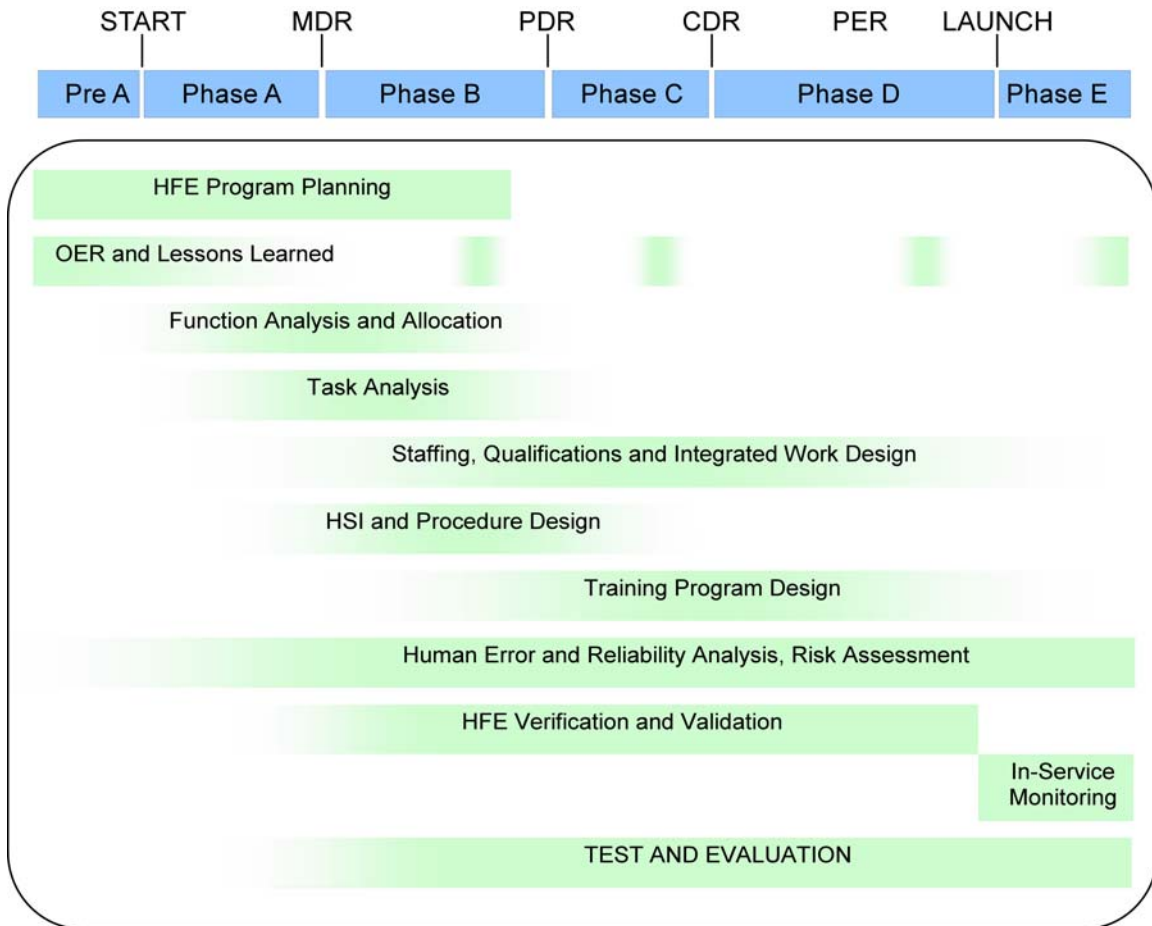 START MDR PDR CDR PER LAUNCH
Pre A Phase A Phase B Phase C Phase D Phase E
HFE Program Planning
OER and Lessons Learned
Function Analysis and Allocation
Task Analysis
Staffing, Qualifications and Integrated Work Design
HSI and Procedure Design
Training Program Design
Human Error and Reliability Analysis, Risk Assessment
HFE Verification and Validation
In-Service
Monitoring
TEST AND EVALUATION